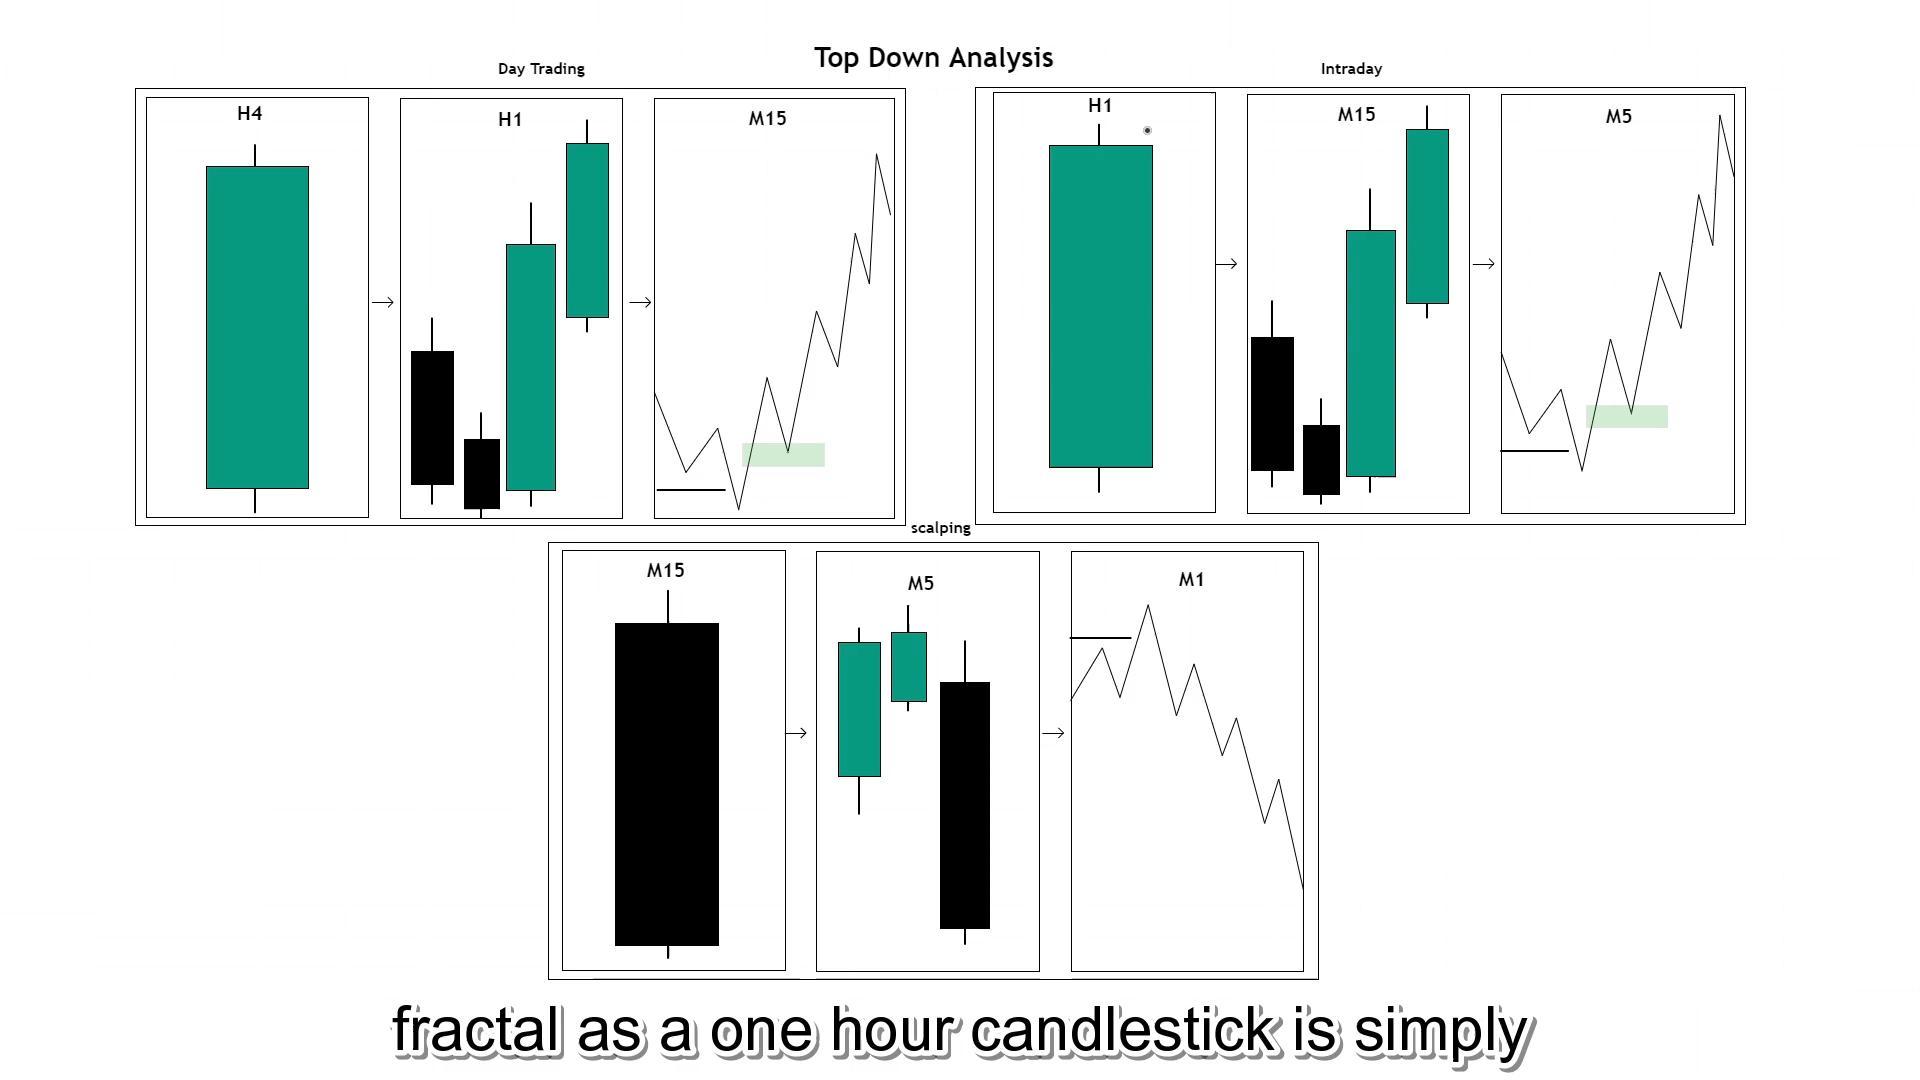 Top Down Analysis
Day Trading
Intraday
H4
H1
M15
H1
M15
M5
scalping
M15
M5
M1
fractal as a one hour candlestick is simply